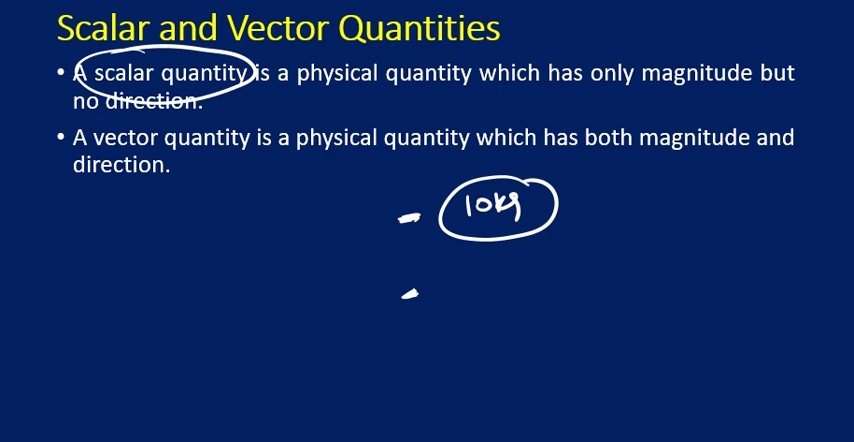 Scalar and Vector Quantities
• A scalar quantity is a physical quantity which has only magnitude but
no direction.
• A vector quantity is a physical quantity which has both magnitude and
direction.
10kg